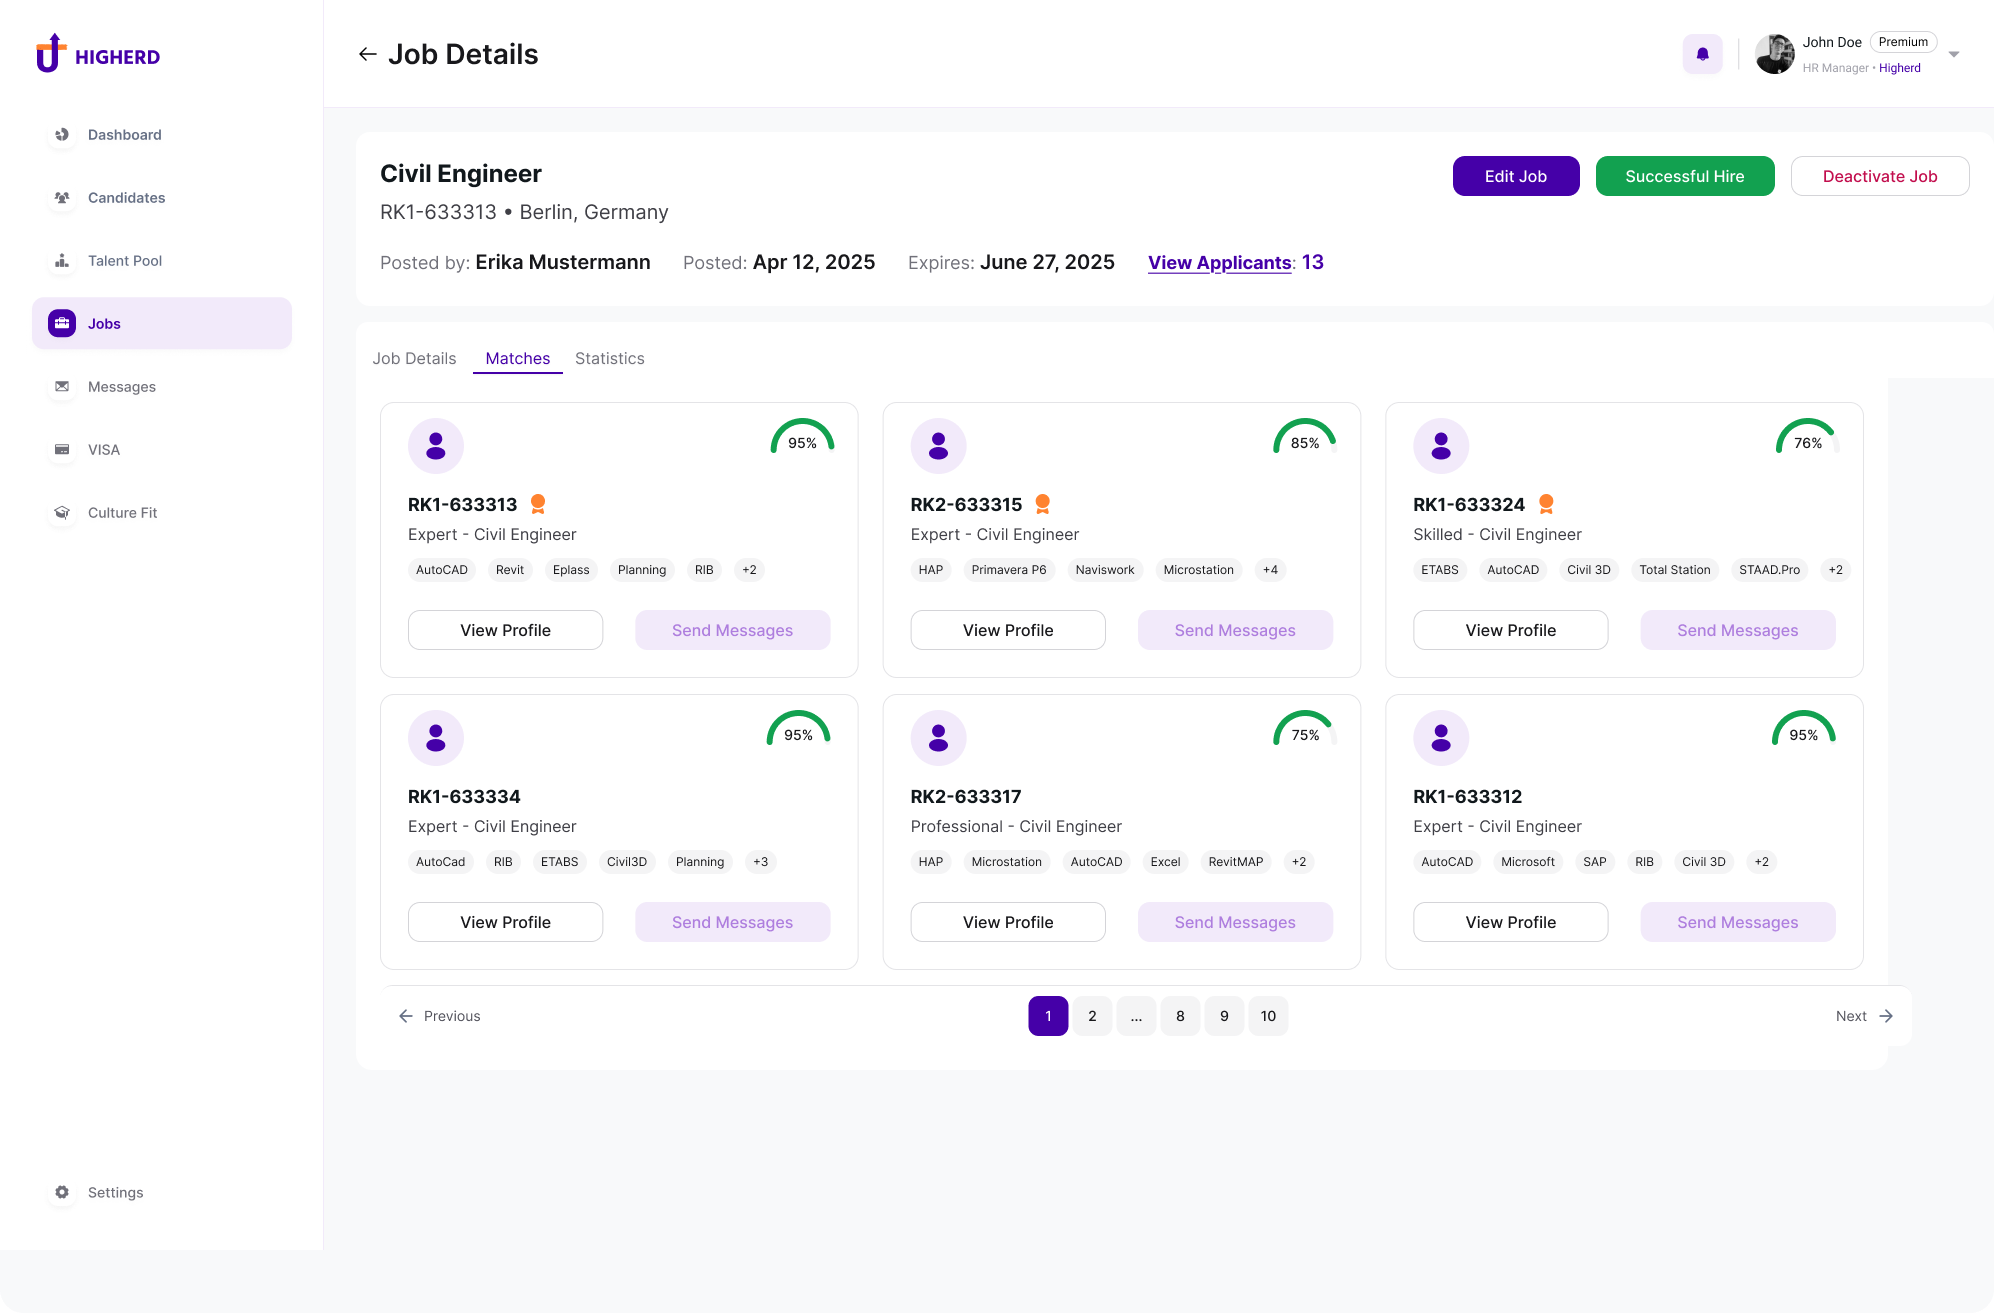 HIGHERD
Dashboard
Candidates
Talent Pool
Jobs
Messages
VISA
Culture Fit
Settings
Job Details
John Doe Premium
HR Manager • Higherd
Civil Engineer
RK1-633313 • Berlin, Germany
Edit Job Successful Hire Deactivate Job
Posted by: Erika Mustermann Posted: Apr 12, 2025 Expires: June 27, 2025 View Applicants: 13
Job Details Matches Statistics
95%
RK1-633313
Expert - Civil Engineer
AutoCAD Revit Eplass Planning RIB +2
View Profile Send Messages
85%
RK2-633315
Expert - Civil Engineer
HAP Primavera P6 Naviswork Microstation +4
View Profile Send Messages
76%
RK1-633324
Skilled - Civil Engineer
ETABS AutoCAD Civil 3D Total Station STAAD.Pro +2
View Profile Send Messages
95%
RK1-633334
Expert - Civil Engineer
AutoCad RIB ETABS Civil3D Planning +3
View Profile Send Messages
75%
RK2-633317
Professional - Civil Engineer
HAP Microstation AutoCAD Excel RevitMAP +2
View Profile Send Messages
95%
RK1-633312
Expert - Civil Engineer
AutoCAD Microsoft SAP RIB Civil 3D +2
View Profile Send Messages
Previous 1 2 ... 8 9 10 Next